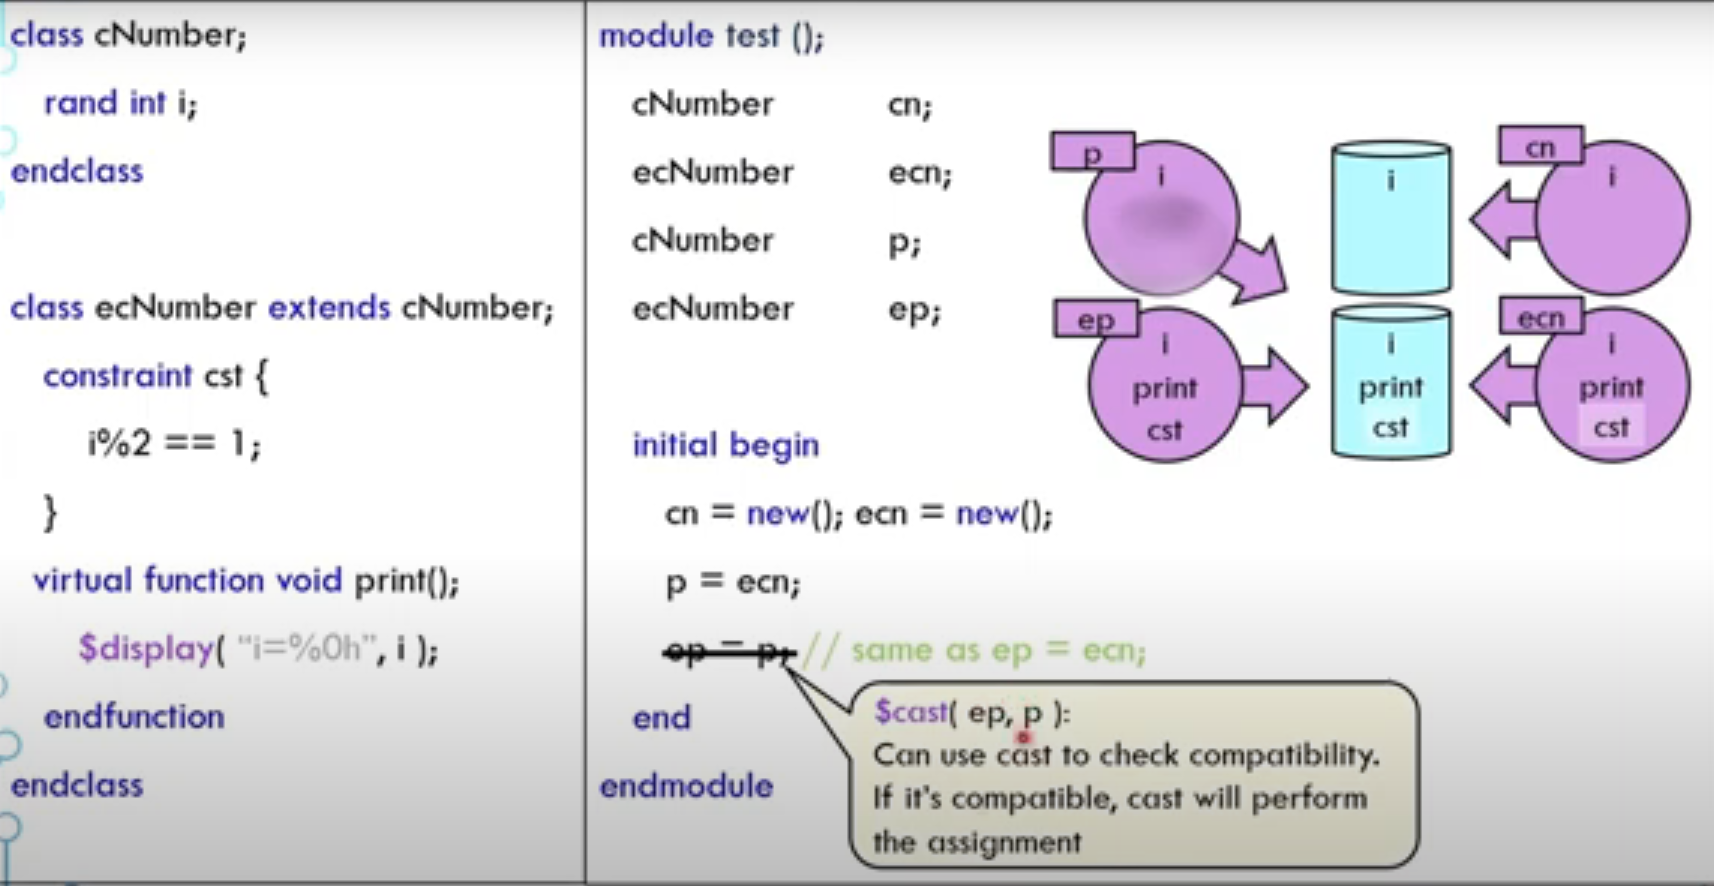 class cNumber;
rand int i;
endclass
class ecNumber extends cNumber;
constraint cst {
i%2 == 1;
}
virtual function void print();
$display( "i=%0h", i );
endfunction
endclass
module test ();
cNumber cn;
ecNumber ecn;
cNumber p;
ecNumber ep;
initial begin
cn = new(); ecn = new();
p = ecn;
ep = p; // same as ep = ecn;
end
endmodule
$cast( ep, p ):
Can use cast to check compatibility.
If it's compatible, cast will perform
the assignment
p
i
i
cn
i
ep
i
print
cst
i
print
cst
ecn
i
print
cst